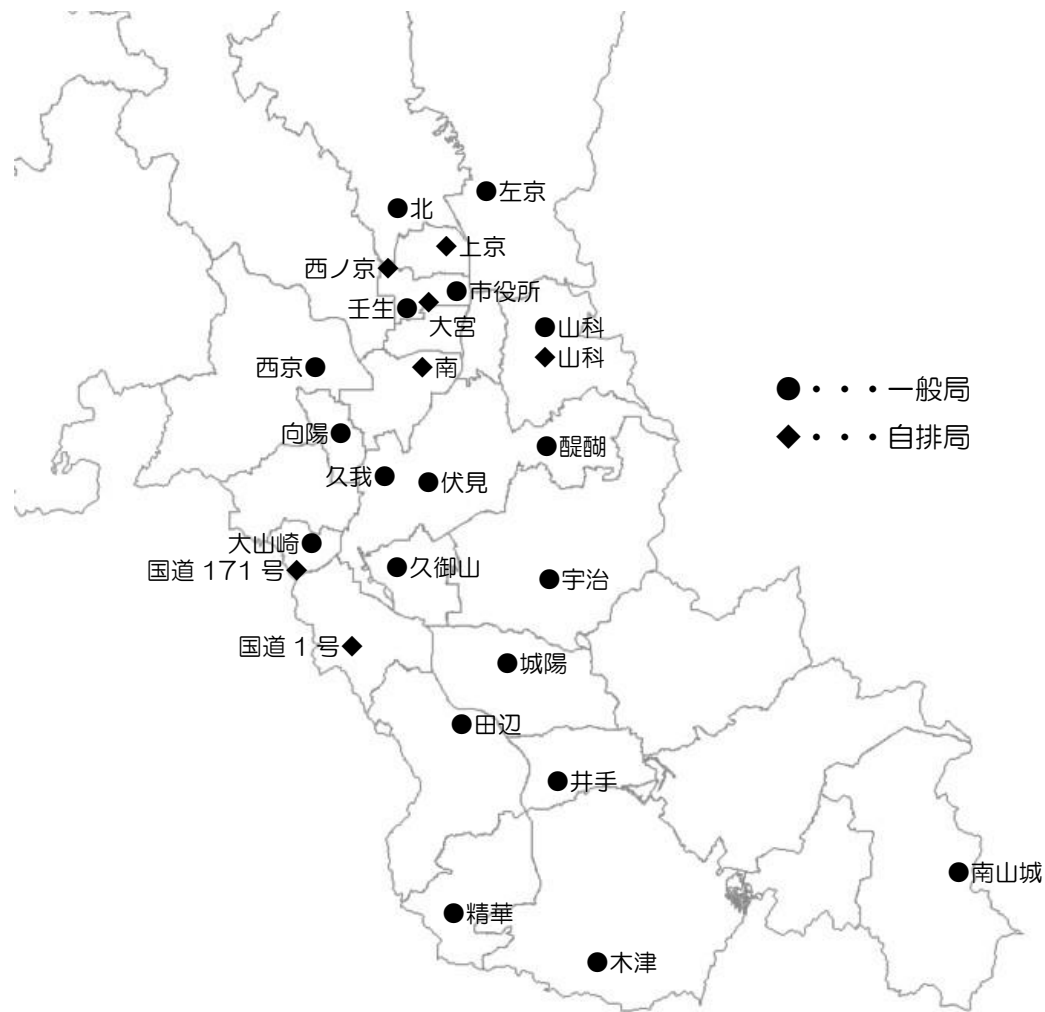 左京
北
上京
西ノ京
市役所
壬生
大宮
山科
山科
西京
南
●・・・一般局
◆・・・自排局
向陽
醍醐
久我
伏見
大山崎
久御山
国道 171 号
宇治
国道 1 号
城陽
田辺
井手
南山城
精華
木津